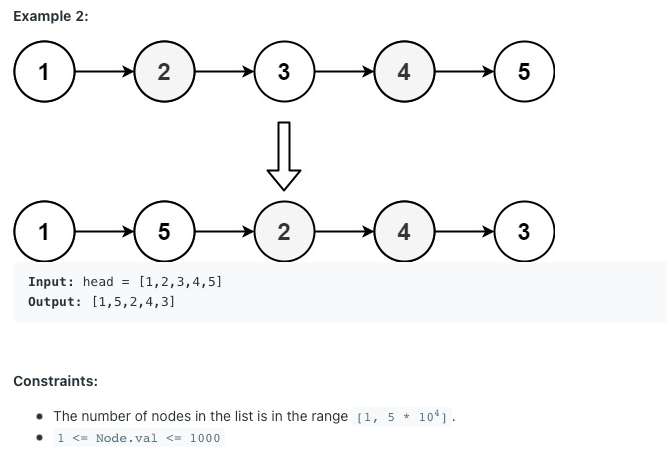 Example 2:
1 2 3 4 5
1 5 2 4 3
Input: head = [1,2,3,4,5]
Output: [1,5,2,4,3]
Constraints:
• The number of nodes in the list is in the range [1, 5 * 10⁴].
• 1 <= Node.val <= 1000